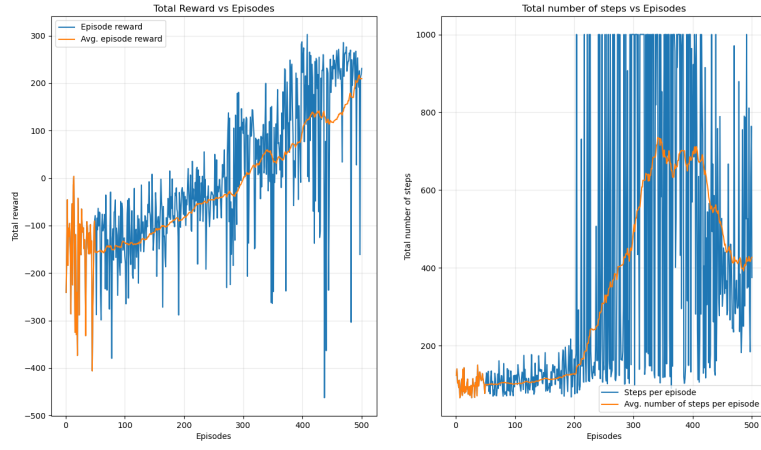 Total Reward vs Episodes
Episode reward
Avg. episode reward
300
200
100
0
−100
−200
−300
−400
−500
Total reward
0
100
200
300
400
500
Episodes
Total number of steps vs Episodes
1000
800
600
400
200
Total number of steps
Steps per episode
Avg. number of steps per episode
0
100
200
300
400
500
Episodes